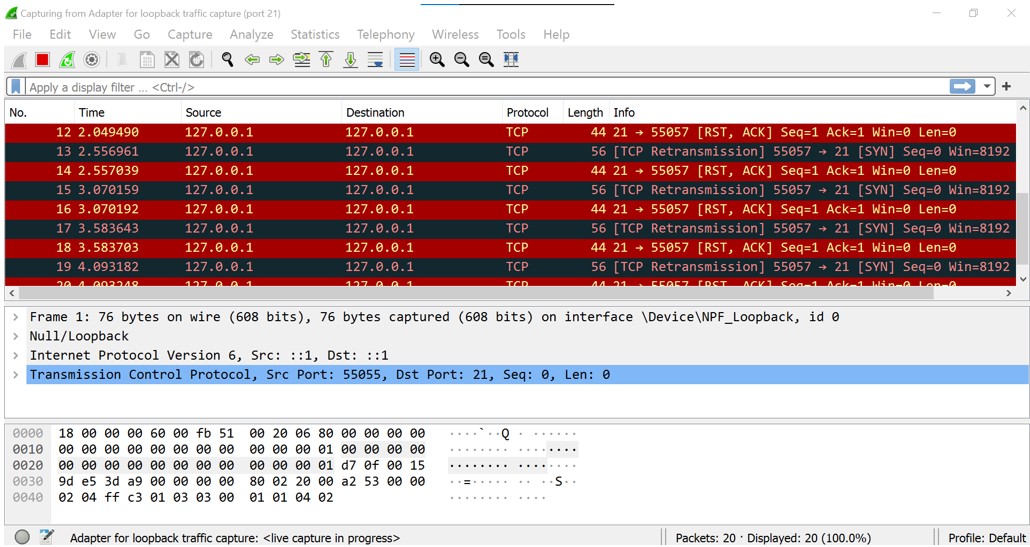 Capturing from Adapter for loopback traffic capture (port 21)
File Edit View Go Capture Analyze Statistics Telephony Wireless Tools Help
Apply a display filter ... <Ctrl-/>
No. Time Source Destination Protocol Length Info
12 2.049490 127.0.0.1 127.0.0.1 TCP 44 21 → 55057 [RST, ACK] Seq=1 Ack=1 Win=0 Len=0
13 2.556961 127.0.0.1 127.0.0.1 TCP 56 [TCP Retransmission] 55057 → 21 [SYN] Seq=0 Win=8192
14 2.557039 127.0.0.1 127.0.0.1 TCP 44 21 → 55057 [RST, ACK] Seq=1 Ack=1 Win=0 Len=0
15 3.070159 127.0.0.1 127.0.0.1 TCP 56 [TCP Retransmission] 55057 → 21 [SYN] Seq=0 Win=8192
16 3.070192 127.0.0.1 127.0.0.1 TCP 44 21 → 55057 [RST, ACK] Seq=1 Ack=1 Win=0 Len=0
17 3.583643 127.0.0.1 127.0.0.1 TCP 56 [TCP Retransmission] 55057 → 21 [SYN] Seq=0 Win=8192
18 3.583703 127.0.0.1 127.0.0.1 TCP 44 21 → 55057 [RST, ACK] Seq=1 Ack=1 Win=0 Len=0
19 4.093182 127.0.0.1 127.0.0.1 TCP 56 [TCP Retransmission] 55057 → 21 [SYN] Seq=0 Win=8192
20 4.093248 127.0.0.1 127.0.0.1 TCP 44 21 → 55057 [RST, ACK] Seq=1 Ack=1 Win=0 Len=0
Frame 1: 76 bytes on wire (608 bits), 76 bytes captured (608 bits) on interface \Device\NPF_Loopback, id 0
Null/Loopback
Internet Protocol Version 6, Src: ::1, Dst: ::1
Transmission Control Protocol, Src Port: 55055, Dst Port: 21, Seq: 0, Len: 0
0000 18 00 00 00 60 00 fb 51 00 20 06 80 00 00 00 00 ····`··Q · ······
0010 00 00 00 00 00 00 00 00 00 00 00 01 00 00 00 00 ········ ········
0020 00 00 00 00 00 00 00 00 00 00 00 01 d7 0f 00 15 ········ ········
0030 9d e5 3d a9 00 00 00 00 80 02 20 00 a2 53 00 00 ··=····· ·· ··S··
0040 02 04 ff c3 01 03 03 00 01 01 04 02 ········ ····
Adapter for loopback traffic capture: <live capture in progress> Packets: 20 · Displayed: 20 (100.0%) Profile: Default